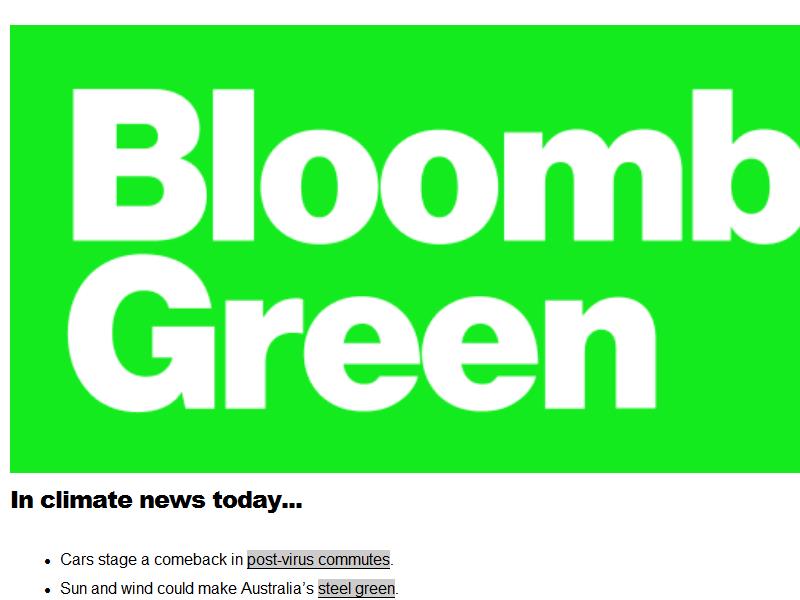 Bloomb
Green
In climate news today...
Cars stage a comeback in post-virus commutes.
Sun and wind could make Australia’s steel green.